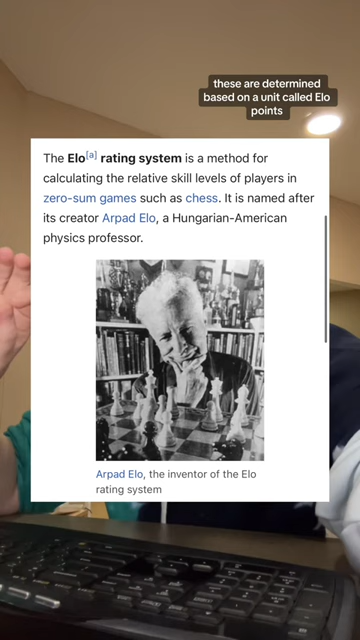 these are determined
based on a unit called Elo
points
The Elo[a] rating system is a method for
calculating the relative skill levels of players in
zero-sum games such as chess. It is named after
its creator Arpad Elo, a Hungarian-American
physics professor.
Arpad Elo, the inventor of the Elo
rating system